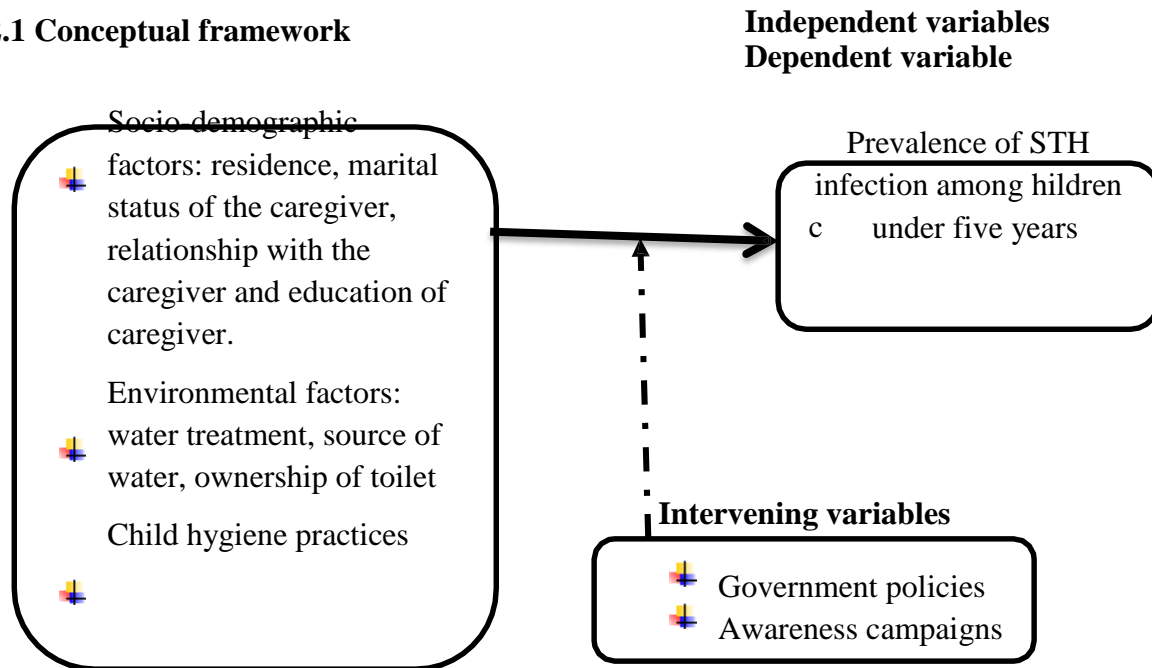 .1 Conceptual framework
Independent variables
Dependent variable
Socio-demographic
factors: residence, marital
status of the caregiver,
relationship with the
caregiver and education of
caregiver.
Environmental factors:
water treatment, source of
water, ownership of toilet
Child hygiene practices
Prevalence of STH
infection among hildren
c under five years
Intervening variables
Government policies
Awareness campaigns